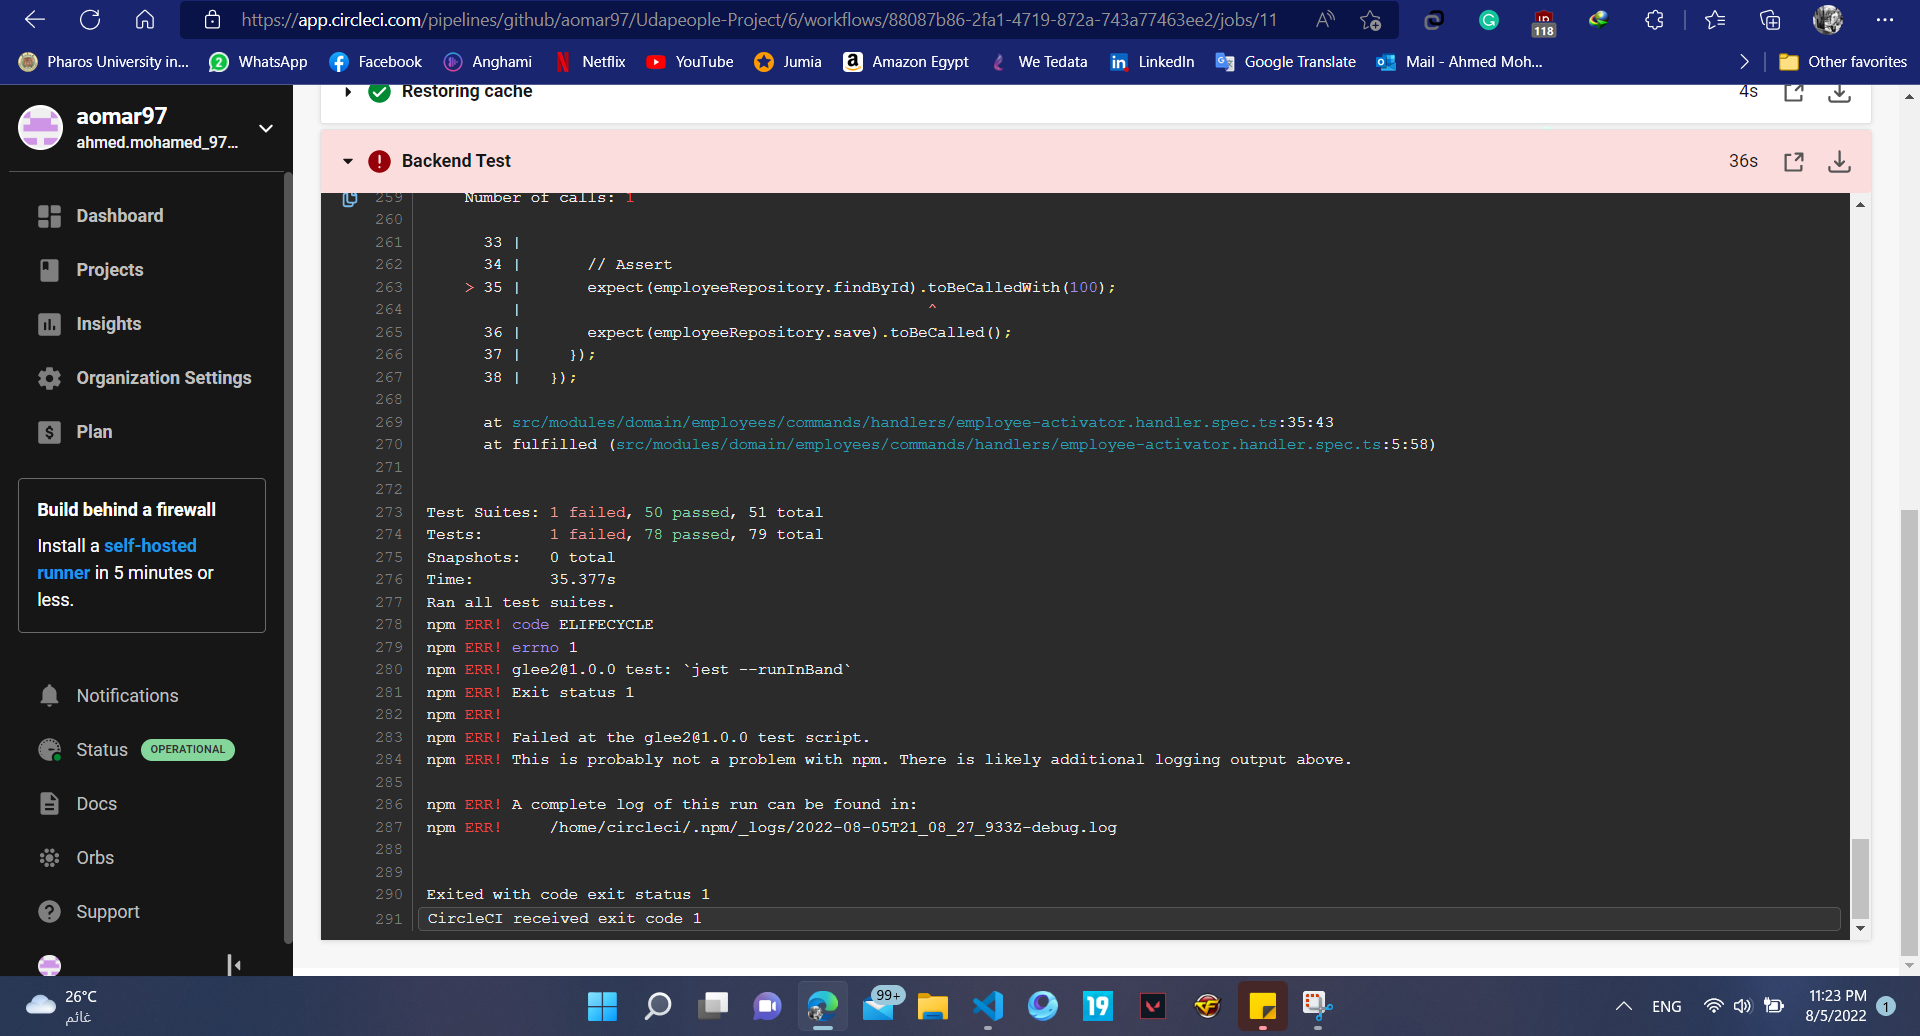 https://app.circleci.com/pipelines/github/aomar97/Udapeople-Project/6/workflows/88087b86-2fa1-4719-872a-743a77463ee2/jobs/11
118
Pharos University in...
WhatsApp
Facebook
Anghami
Netflix
YouTube
Jumia
Amazon Egypt
We Tedata
LinkedIn
Google Translate
Mail - Ahmed Moh...
Other favorites
aomar97
ahmed.mohamed_97...
Dashboard
Projects
Insights
Organization Settings
Plan
Build behind a firewall
Install a self-hosted
runner in 5 minutes or
less.
Notifications
Status OPERATIONAL
Docs
Orbs
Support
Restoring cache 4s
Backend Test 36s
259 Number of calls: 1
260
261 33 |
262 34 | // Assert
263 > 35 | expect(employeeRepository.findById).toBeCalledWith(100);
264 | ^
265 36 | expect(employeeRepository.save).toBeCalled();
266 37 | });
267 38 | });
268
269 at src/modules/domain/employees/commands/handlers/employee-activator.handler.spec.ts:35:43
270 at fulfilled (src/modules/domain/employees/commands/handlers/employee-activator.handler.spec.ts:5:58)
271
272
273 Test Suites: 1 failed, 50 passed, 51 total
274 Tests: 1 failed, 78 passed, 79 total
275 Snapshots: 0 total
276 Time: 35.377s
277 Ran all test suites.
278 npm ERR! code ELIFECYCLE
279 npm ERR! errno 1
280 npm ERR! glee2@1.0.0 test: `jest --runInBand`
281 npm ERR! Exit status 1
282 npm ERR!
283 npm ERR! Failed at the glee2@1.0.0 test script.
284 npm ERR! This is probably not a problem with npm. There is likely additional logging output above.
285
286 npm ERR! A complete log of this run can be found in:
287 npm ERR! /home/circleci/.npm/_logs/2022-08-05T21_08_27_933Z-debug.log
288
289
290 Exited with code exit status 1
291 CircleCI received exit code 1
26°C
غائم
99+
19
ENG
11:23 PM
8/5/2022
1